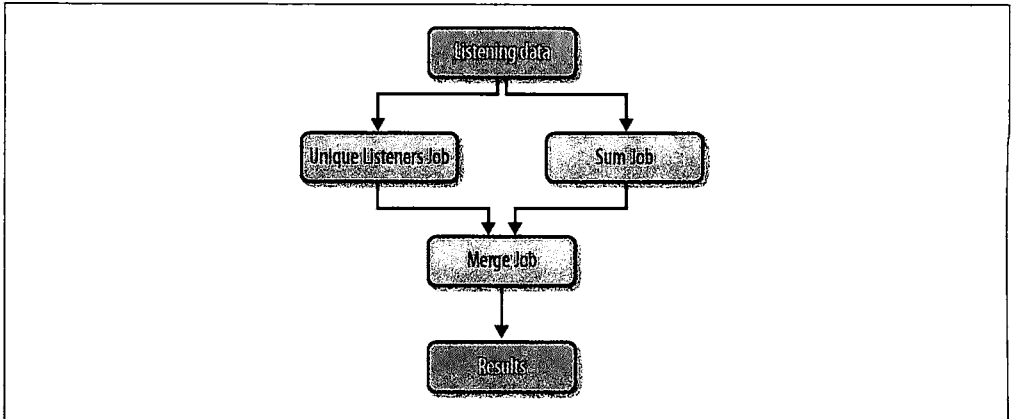 Listening data
Unique Listeners Job
Sum Job
Merge Job
Results